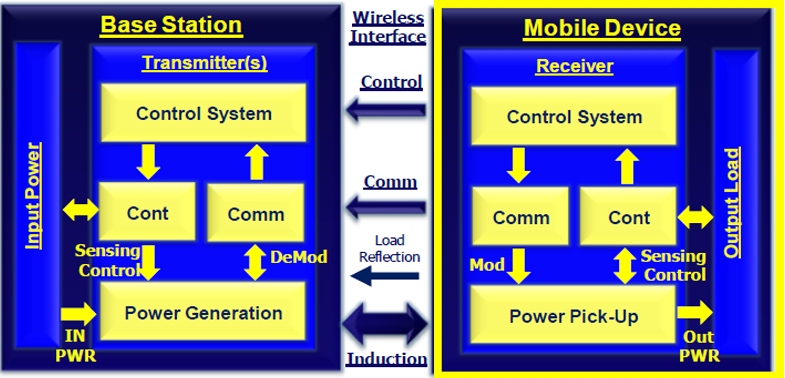 Base Station
Transmitter(s)
Control System
Input Power
Cont
Comm
Sensing
Control
DeMod
Power Generation
IN
PWR
Wireless
Interface
Control
Comm
Load
Reflection
Induction
Mobile Device
Receiver
Control System
Comm
Cont
Output Load
Mod
Sensing
Control
Power Pick-Up
Out
PWR